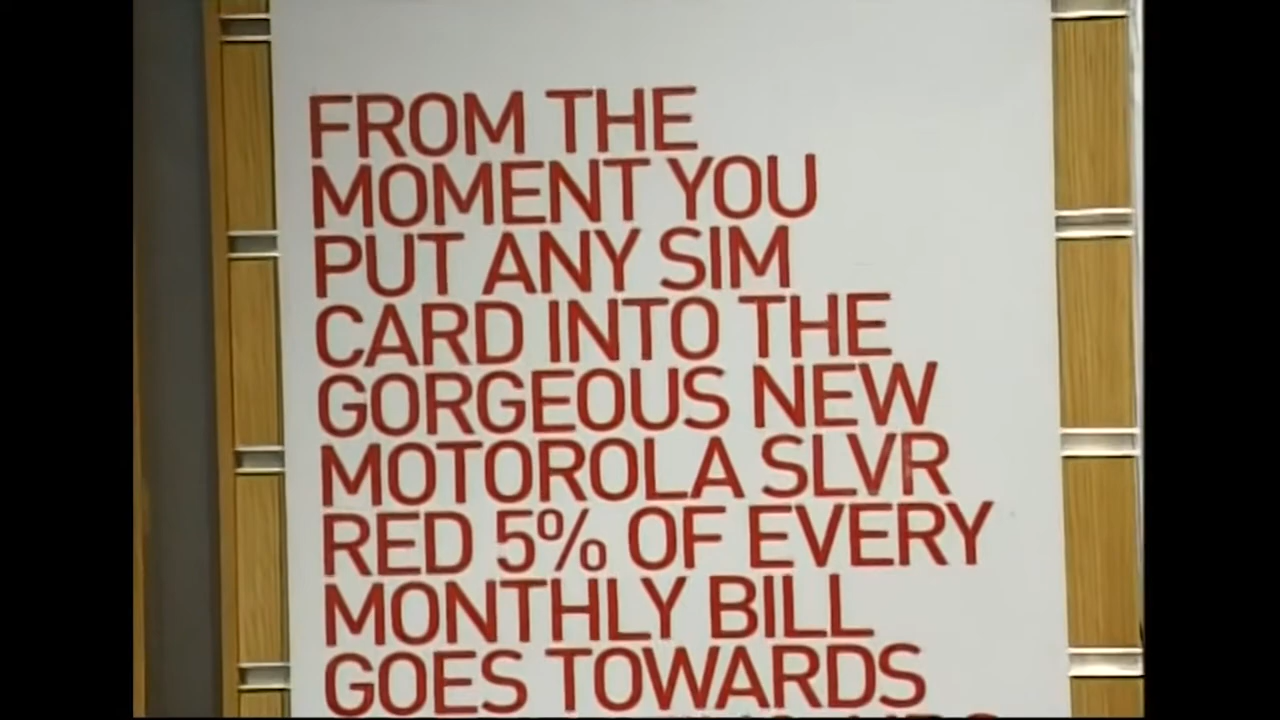 FROM THE
MOMENT YOU
PUT ANY SIM
CARD INTO THE
GORGEOUS NEW
MOTOROLA SLVR
RED 5% OF EVERY
MONTHLY BILL
GOES TOWARDS